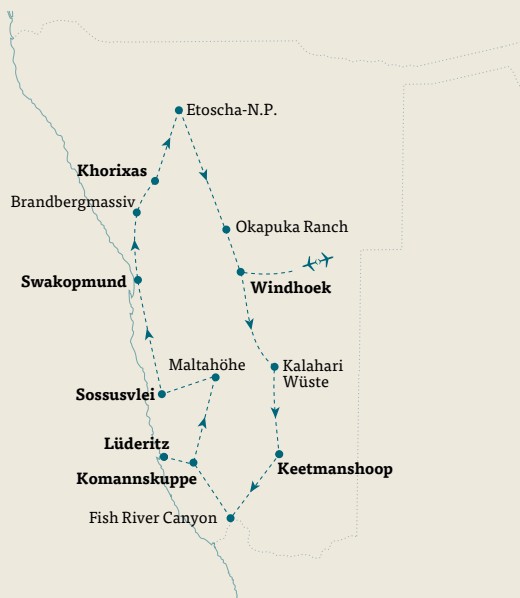 Etoscha-N.P.
Khorixas
Brandbergmassiv
Okapuka Ranch
Swakopmund
Windhoek
Maltahöhe
Kalahari
Wüste
Sossusvlei
Lüderitz
Komannskuppe
Keetmanshoop
Fish River Canyon